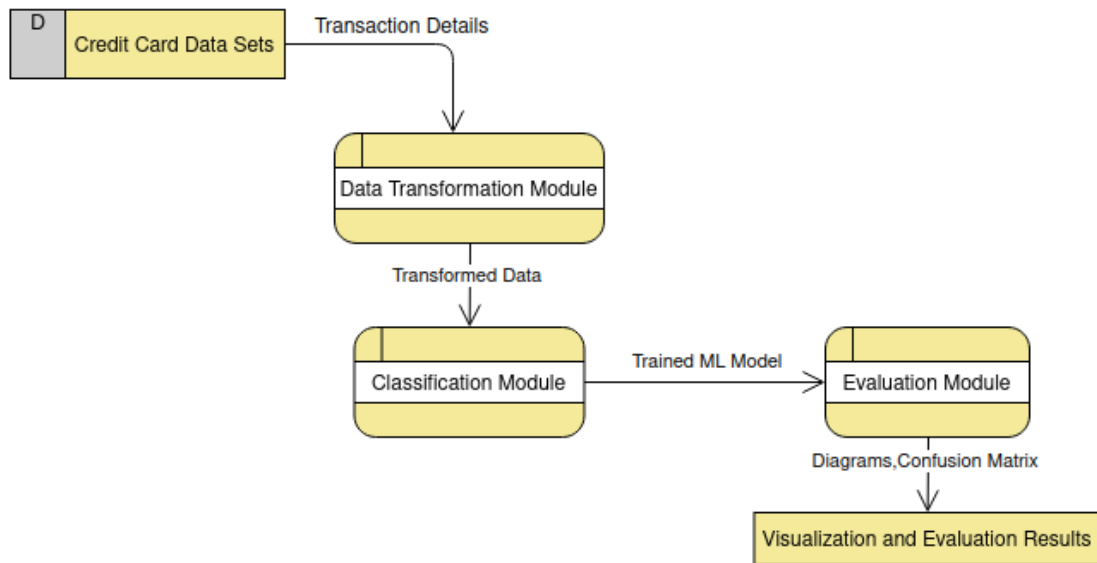 D
Credit Card Data Sets
Transaction Details
Data Transformation Module
Transformed Data
Classification Module
Trained ML Model
Evaluation Module
Diagrams,Confusion Matrix
Visualization and Evaluation Results